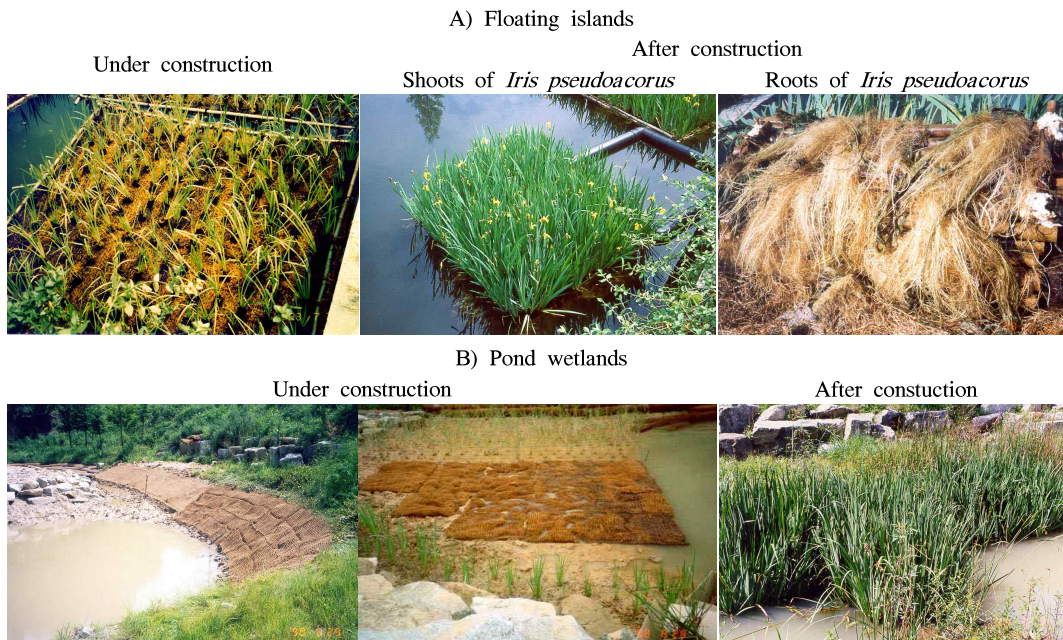 A) Floating islands
Under construction
After construction
Shoots of Iris pseudoacorus
Roots of Iris pseudoacorus
B) Pond wetlands
Under construction
After constuction